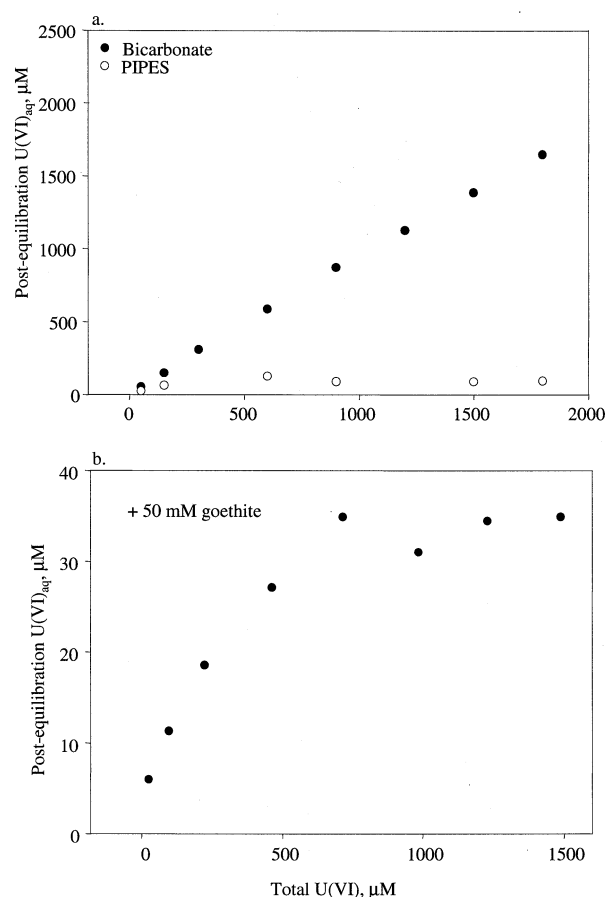 a.
2500
2000
1500
1000
500
0
Bicarbonate
PIPES
Post-equilibration U(VI)aq, µM
0 500 1000 1500 2000
b.
40
30
20
10
0
+ 50 mM goethite
Post-equilibration U(VI)aq, µM
0 500 1000 1500
Total U(VI), µM